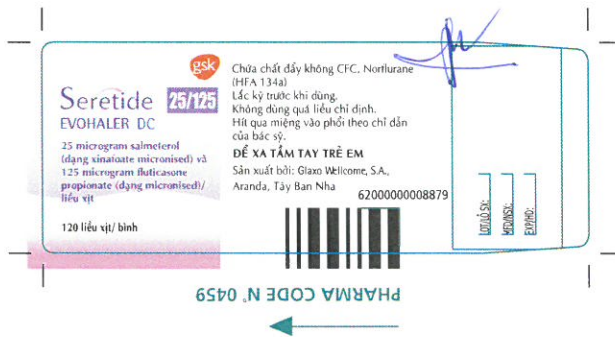 gsk
Seretide 25/125
EVOHALER DC
25 microgram salmeterol
(dạng xinafoate micronised) và
125 microgram fluticasone
propionate (dạng micronised)/
liều xịt
120 liều xịt/ bình
Chứa chất đẩy không CFC, Norflurane
(HFA 134a)
Lắc kỹ trước khi dùng.
Không dùng quá liều chỉ định.
Hít qua miệng vào phổi theo chỉ dẫn
của bác sỹ.
ĐỂ XA TẦM TAY TRẺ EM
Sản xuất bởi: Glaxo Wellcome, S.A.,
Aranda, Tây Ban Nha
62000000008879
LOT/LÔ SX:
MFD/NSX:
EXP/HD:
PHARMA CODE N° 0459